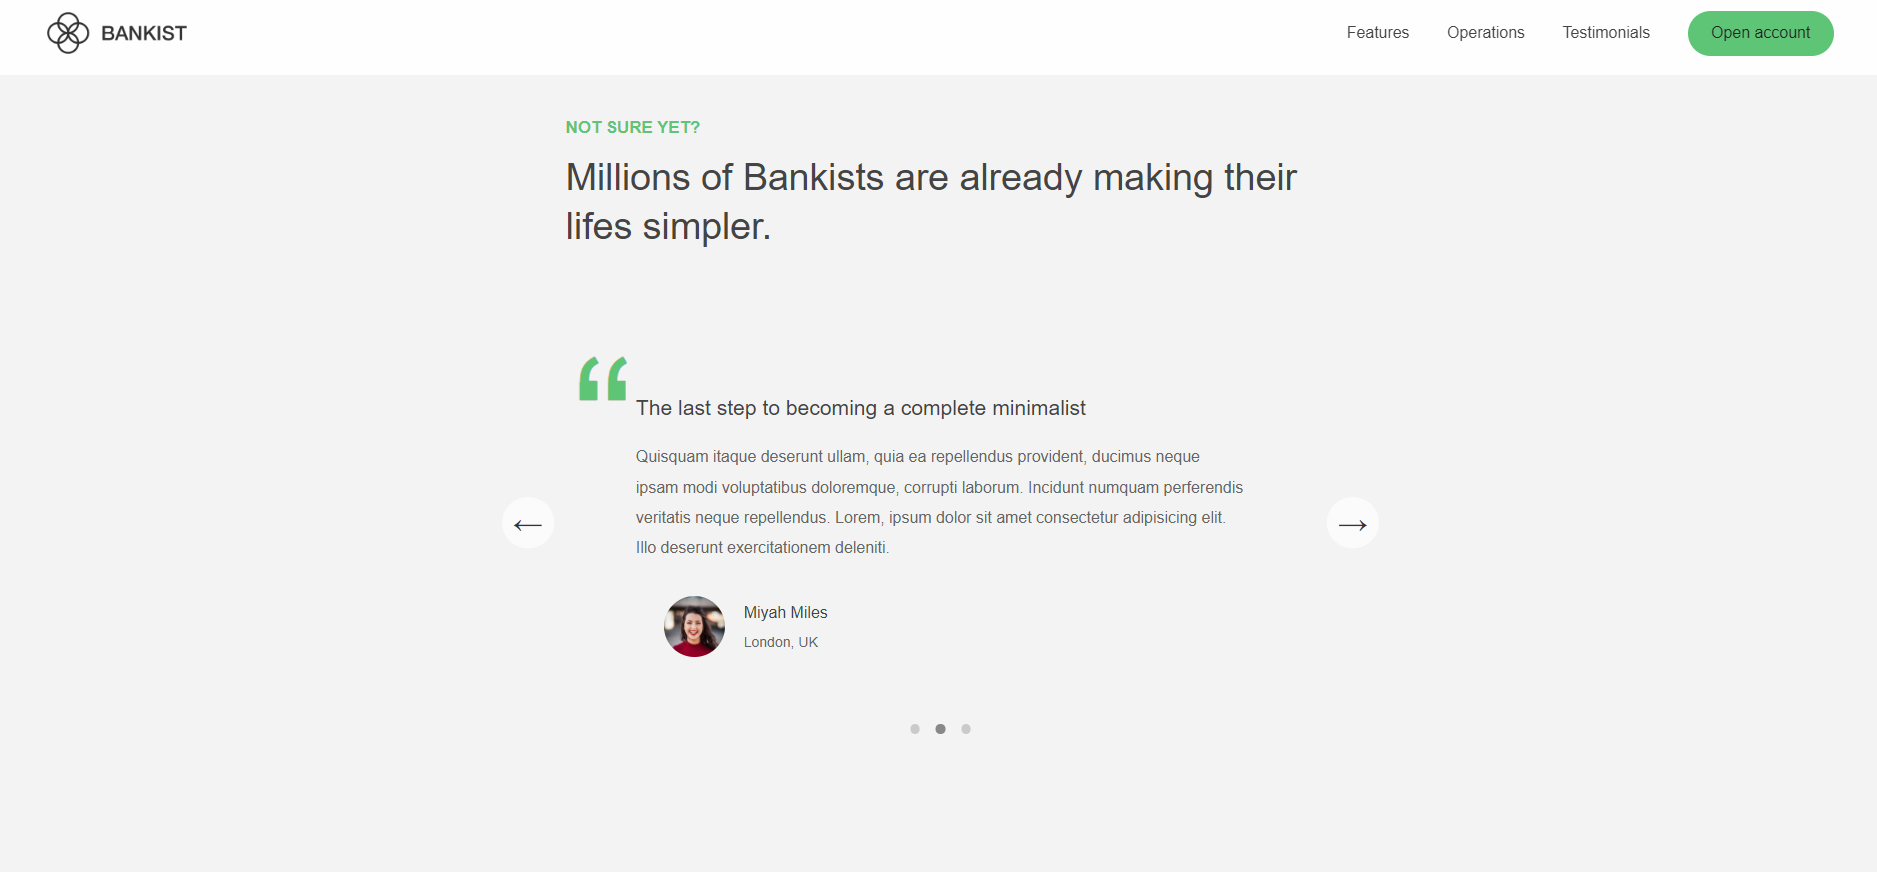 BANKIST
Features
Operations
Testimonials
Open account
NOT SURE YET?
Millions of Bankists are already making their
lifes simpler.
“
The last step to becoming a complete minimalist
Quisquam itaque deserunt ullam, quia ea repellendus provident, ducimus neque
ipsam modi voluptatibus doloremque, corrupti laborum. Incidunt numquam perferendis
veritatis neque repellendus. Lorem, ipsum dolor sit amet consectetur adipisicing elit.
Illo deserunt exercitationem deleniti.
←
→
Miyah Miles
London, UK